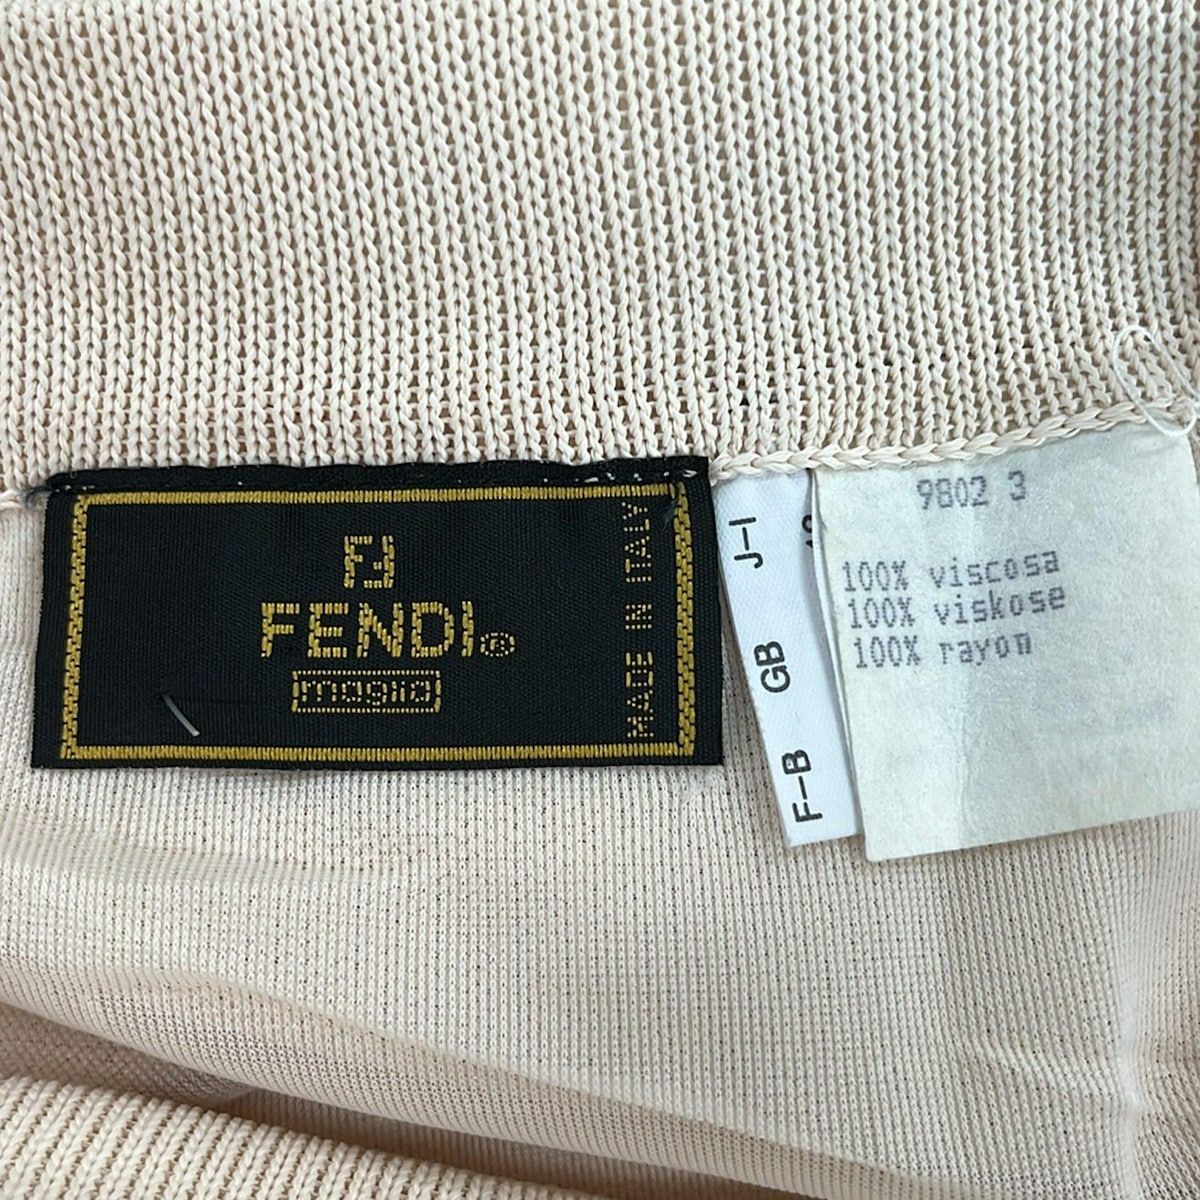 FENDI®
maglia
MADE IN ITALY
J-I
GB
F-B
9802 3
100% viscosa
100% viskose
100% rayon